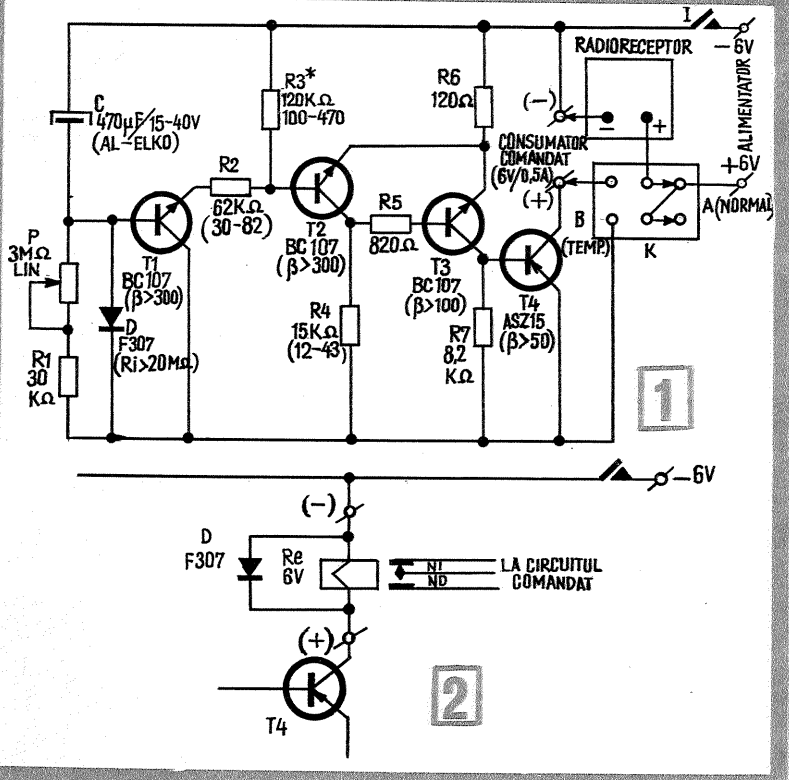 I
−6V
RADIORECEPTOR
ALIMENTATOR
C
470µF/15-40V
(AL-ELKO)
R3*
120KΩ
100-470
R6
120Ω
(-)
−
+
CONSUMATOR
COMANDAT
(6V/0,5A)
(+)
+6V
A(NORMAL)
B
(TEMP.)
K
R2
62KΩ
(30-82)
P
3MΩ
LIN
T1
BC107
(β>300)
D
F307
(Ri>20MΩ)
R1
30
KΩ
T2
BC107
(β>300)
R5
820Ω
R4
15KΩ
(12-43)
T3
BC107
(β>100)
R7
8,2
KΩ
T4
ASZ15
(β>50)
1
−6V
(-)
D
F307
Re
6V
NI
ND
LA CIRCUITUL
COMANDAT
(+)
T4
2